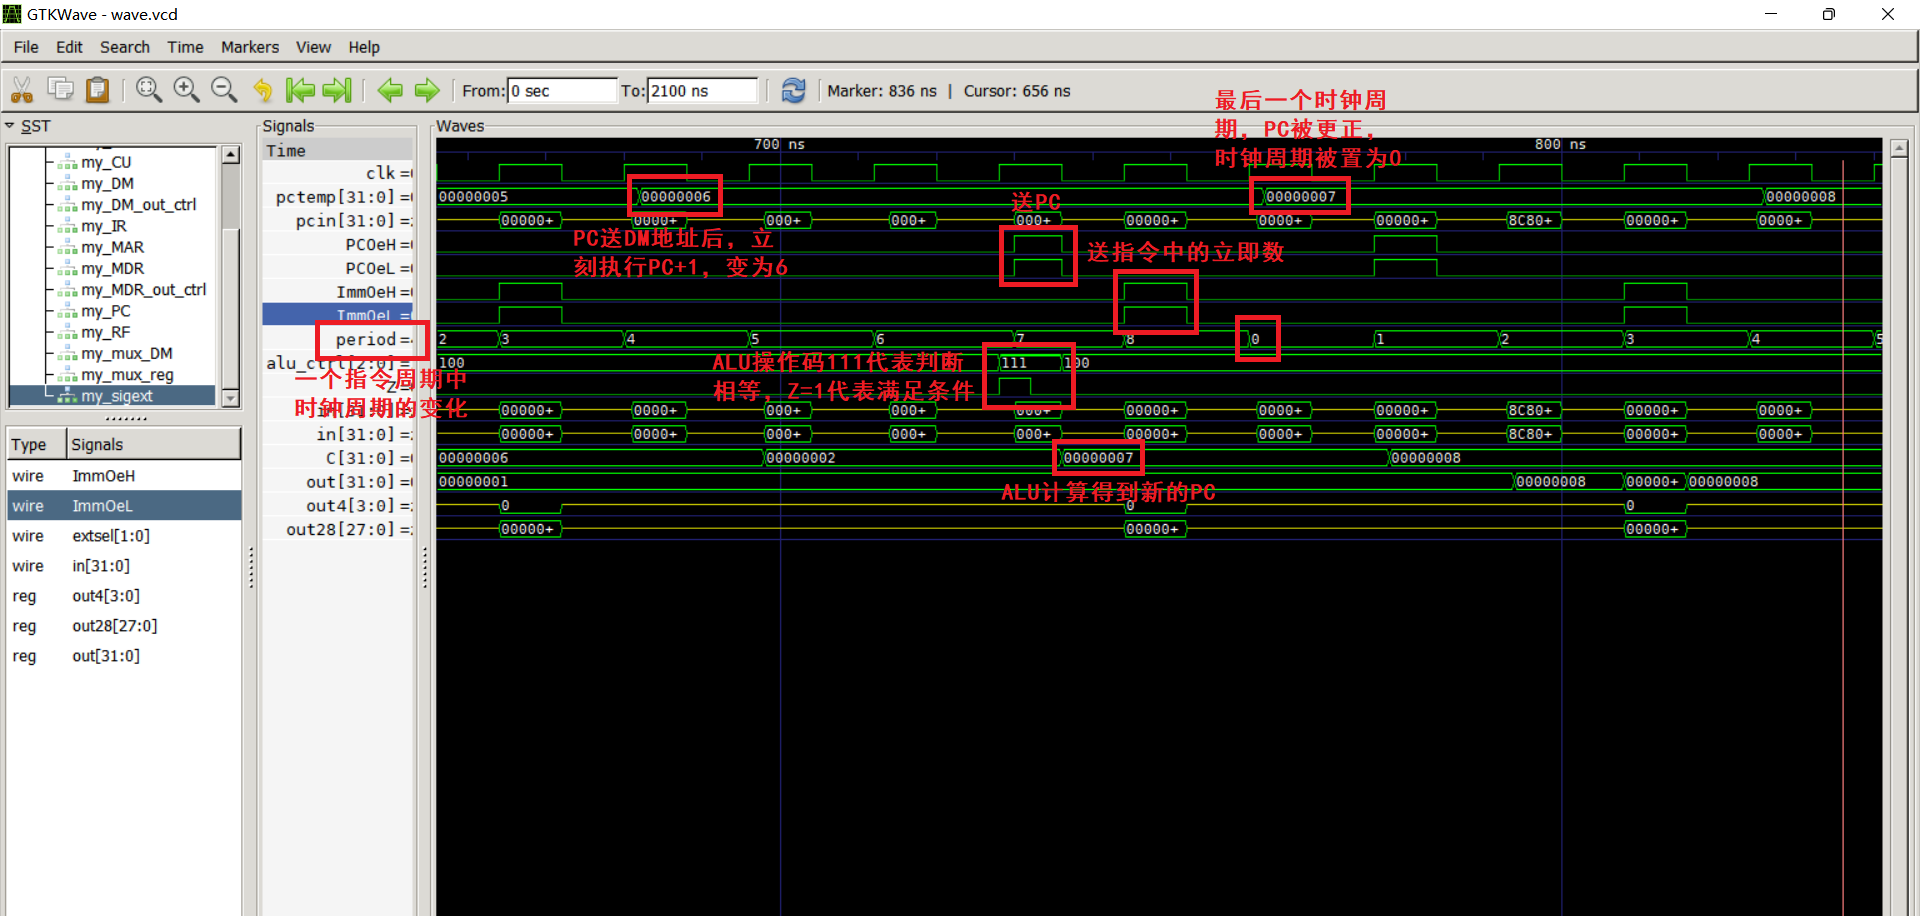 GTKWave - wave.vcd
File Edit Search Time Markers View Help
From: 0 sec To: 2100 ns Marker: 836 ns | Cursor: 656 ns
最后一个时钟周
期，PC被更正，
时钟周期被置为0
SST
my_CU
my_DM
my_DM_out_ctrl
my_IR
my_MAR
my_MDR
my_MDR_out_ctrl
my_PC
my_RF
my_mux_DM
my_mux_reg
my_sigext
Type Signals
wire ImmOeH
wire ImmOeL
wire extsel[1:0]
wire in[31:0]
reg out4[3:0]
reg out28[27:0]
reg out[31:0]
Signals
Waves
Time
700 ns 800 ns
clk
pctemp[31:0] 00000005 00000006 00000007 00000008
pcin[31:0] 00000+ 0000+ 000+ 000+ 000+ 00000+ 0000+ 00000+ 8C80+ 00000+ 0000+
送PC
PCOeH
PC送DM地址后，立
刻执行PC+1，变为6
送指令中的立即数
PCOeL
ImmOeH
ImmOeL
period 2 3 4 5 6 7 8 0 1 2 3 4 5
alu_ctrl[2:0] 100 111 100
ALU操作码111代表判断
相等，Z=1代表满足条件
一个指令周期中
时钟周期的变化
Z
00000+ 0000+ 000+ 000+ 000+ 00000+ 0000+ 00000+ 8C80+ 00000+ 0000+
in[31:0] 00000+ 0000+ 000+ 000+ 000+ 00000+ 0000+ 00000+ 8C80+ 00000+ 0000+
C[31:0] 00000006 00000002 00000007 00000008
out[31:0] 00000001 00000008 00000+ 00000008
ALU计算得到新的PC
out4[3:0] 0 0 0
out28[27:0] 00000+ 00000+ 00000+